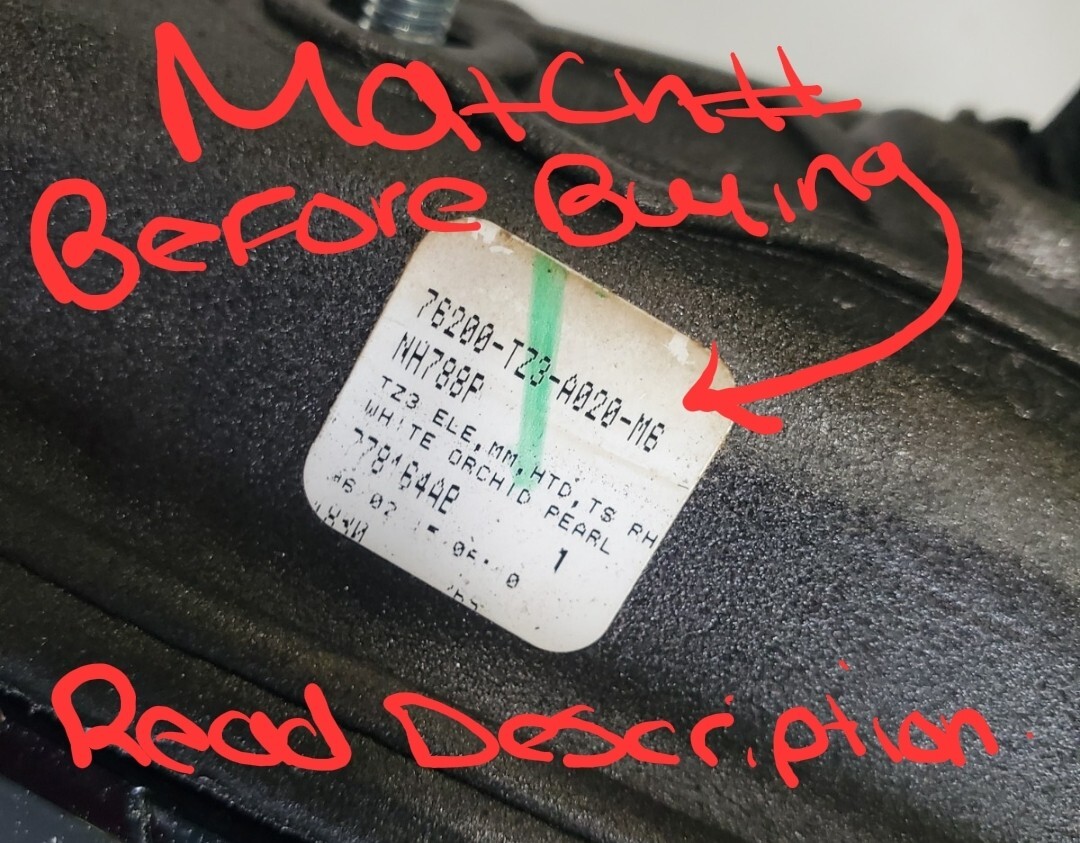 Match #
Before Buying
76200-TZ3-A020-M6
NH788P
TZ3 ELE,MM,HTD,TS RH
WHITE ORCHID PEARL
1
Read Description.